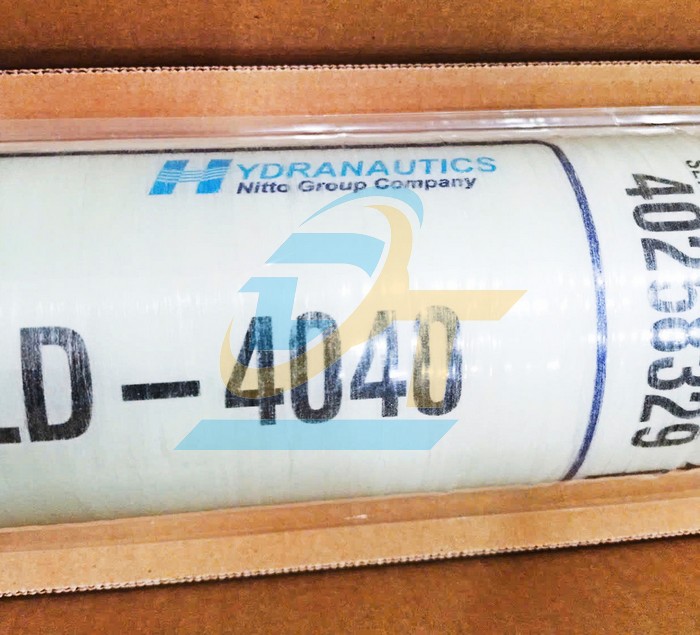 HYDRANAUTICS
Nitto Group Company
LD-4040
40258329